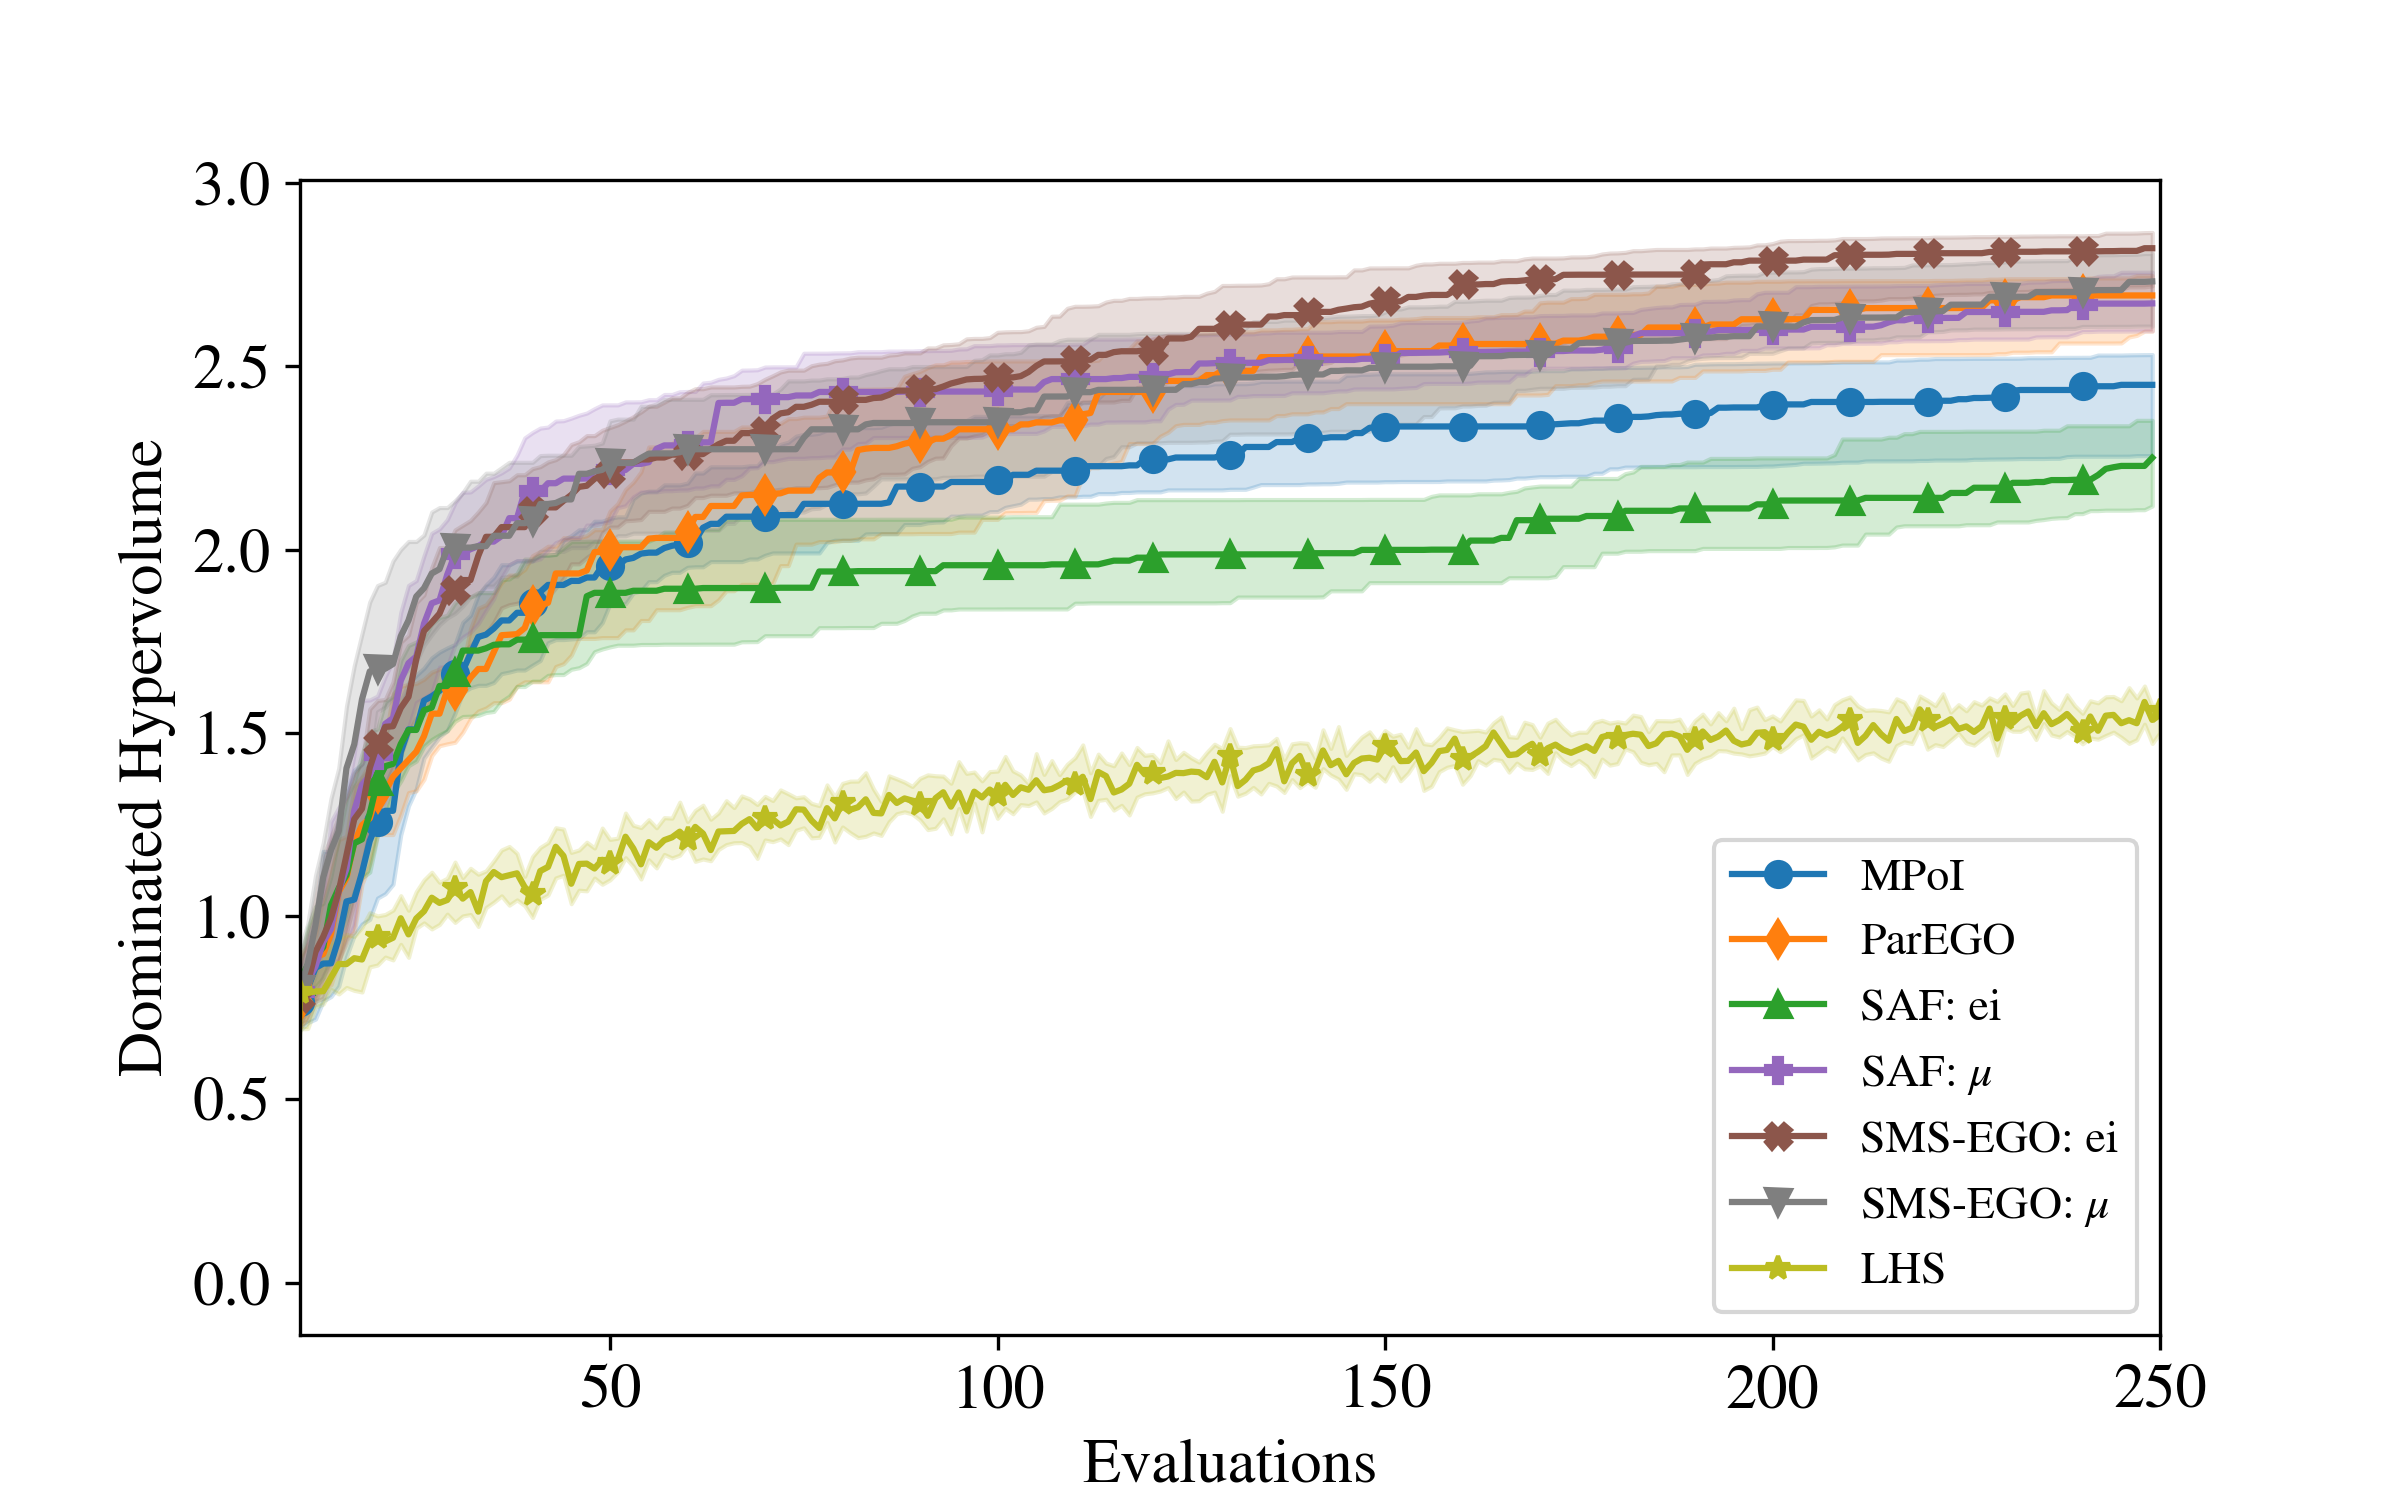 3.0
2.5
2.0
1.5
1.0
0.5
0.0
Dominated Hypervolume
50
100
150
200
250
Evaluations
MPoI
ParEGO
SAF: ei
SAF: μ
SMS-EGO: ei
SMS-EGO: μ
LHS